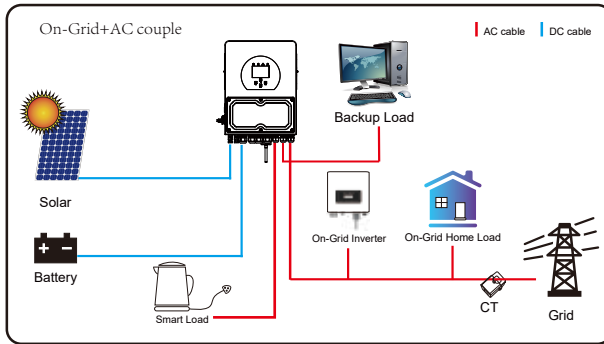 On-Grid+AC couple
AC cable
DC cable
Backup Load
Solar
On-Grid Inverter
On-Grid Home Load
Battery
Smart Load
CT
Grid